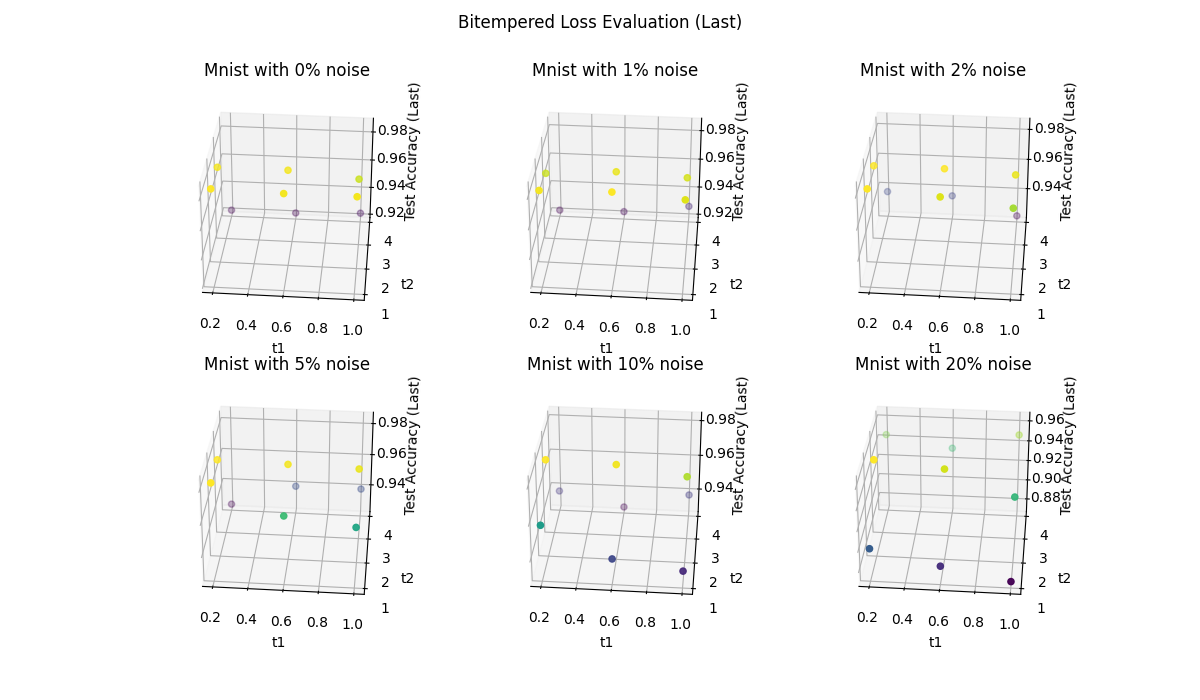 Bitempered Loss Evaluation (Last)
Mnist with 0% noise
Test Accuracy (Last)
0.98
0.96
0.94
0.92
4
3
2
1
t2
0.2 0.4 0.6 0.8 1.0
t1
Mnist with 1% noise
Test Accuracy (Last)
0.98
0.96
0.94
0.92
4
3
2
1
t2
0.2 0.4 0.6 0.8 1.0
t1
Mnist with 2% noise
Test Accuracy (Last)
0.98
0.96
0.94
4
3
2
1
t2
0.2 0.4 0.6 0.8 1.0
t1
Mnist with 5% noise
Test Accuracy (Last)
0.98
0.96
0.94
4
3
2
1
t2
0.2 0.4 0.6 0.8 1.0
t1
Mnist with 10% noise
Test Accuracy (Last)
0.98
0.96
0.94
4
3
2
1
t2
0.2 0.4 0.6 0.8 1.0
t1
Mnist with 20% noise
Test Accuracy (Last)
0.96
0.94
0.92
0.90
0.88
4
3
2
1
t2
0.2 0.4 0.6 0.8 1.0
t1